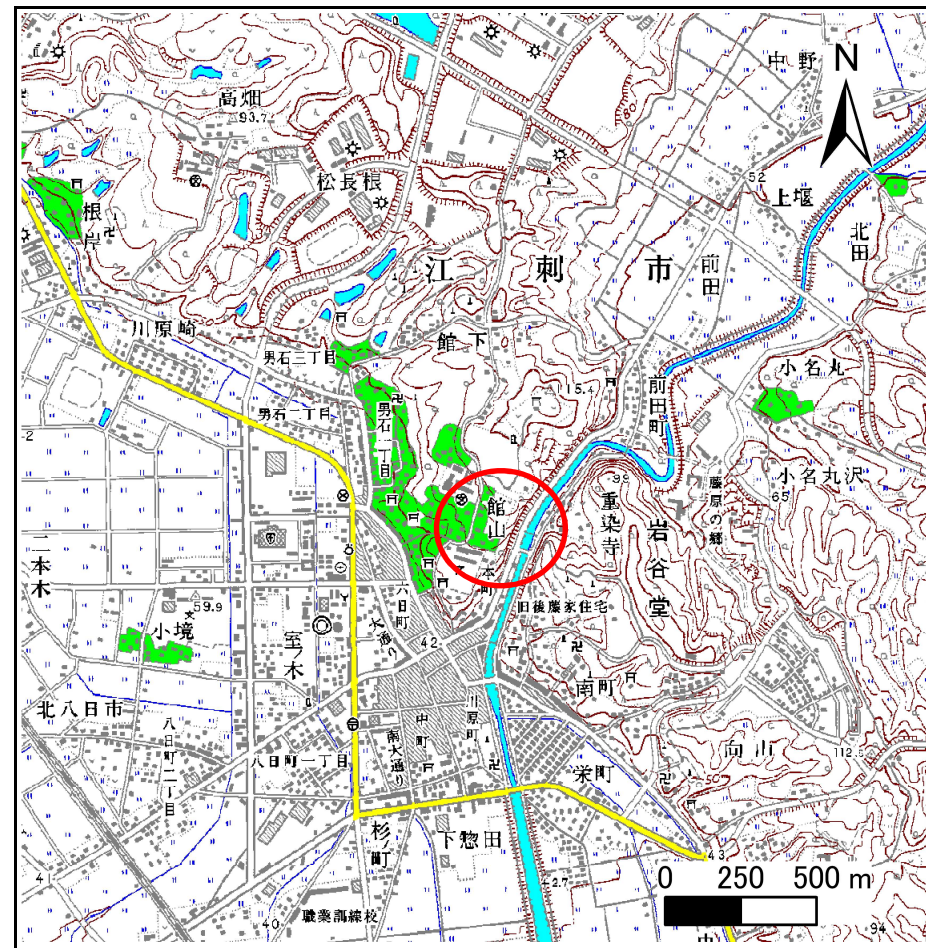 中野
N
高畑
93.7
松長根
52
上堰
根岸
北田
江刺市
前田
川原崎
館下
男石三丁目
小名丸
15.4
前田町
男石二丁目
男石一丁目
小名丸沢
99
65
館山
重染寺
藤原の郷
岩谷堂
二本木
本町
59.9
小境
六日町
大通り
旧後藤家住宅
42
室ノ木
南町
北八日市
川原町
中町
向山
112.5
八日町二丁目
八日町一丁目
南大通り
栄町
杉ノ町
下惣田
43
0 250 500 m
41
42.7
職業訓練校
40
94